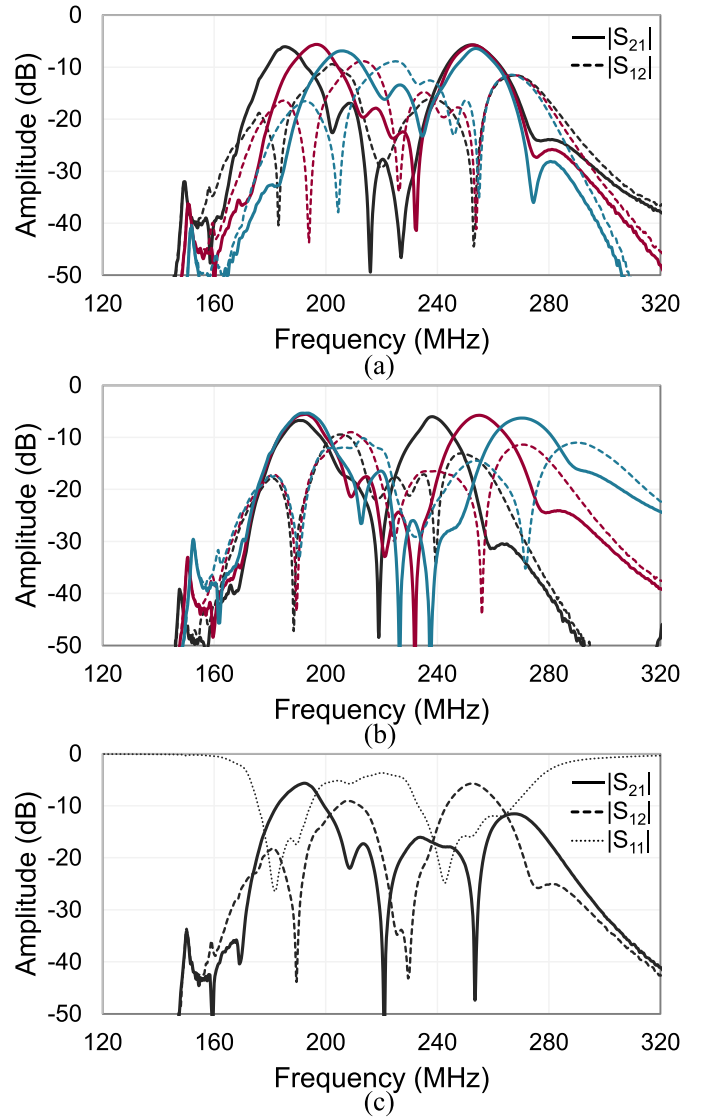 0
-10
-20
-30
-40
-50
Amplitude (dB)
|S21|
|S12|
120 160 200 240 280 320
Frequency (MHz)
(a)
0
-10
-20
-30
-40
-50
Amplitude (dB)
120 160 200 240 280 320
Frequency (MHz)
(b)
0
-10
-20
-30
-40
-50
Amplitude (dB)
|S21|
|S12|
|S11|
120 160 200 240 280 320
Frequency (MHz)
(c)